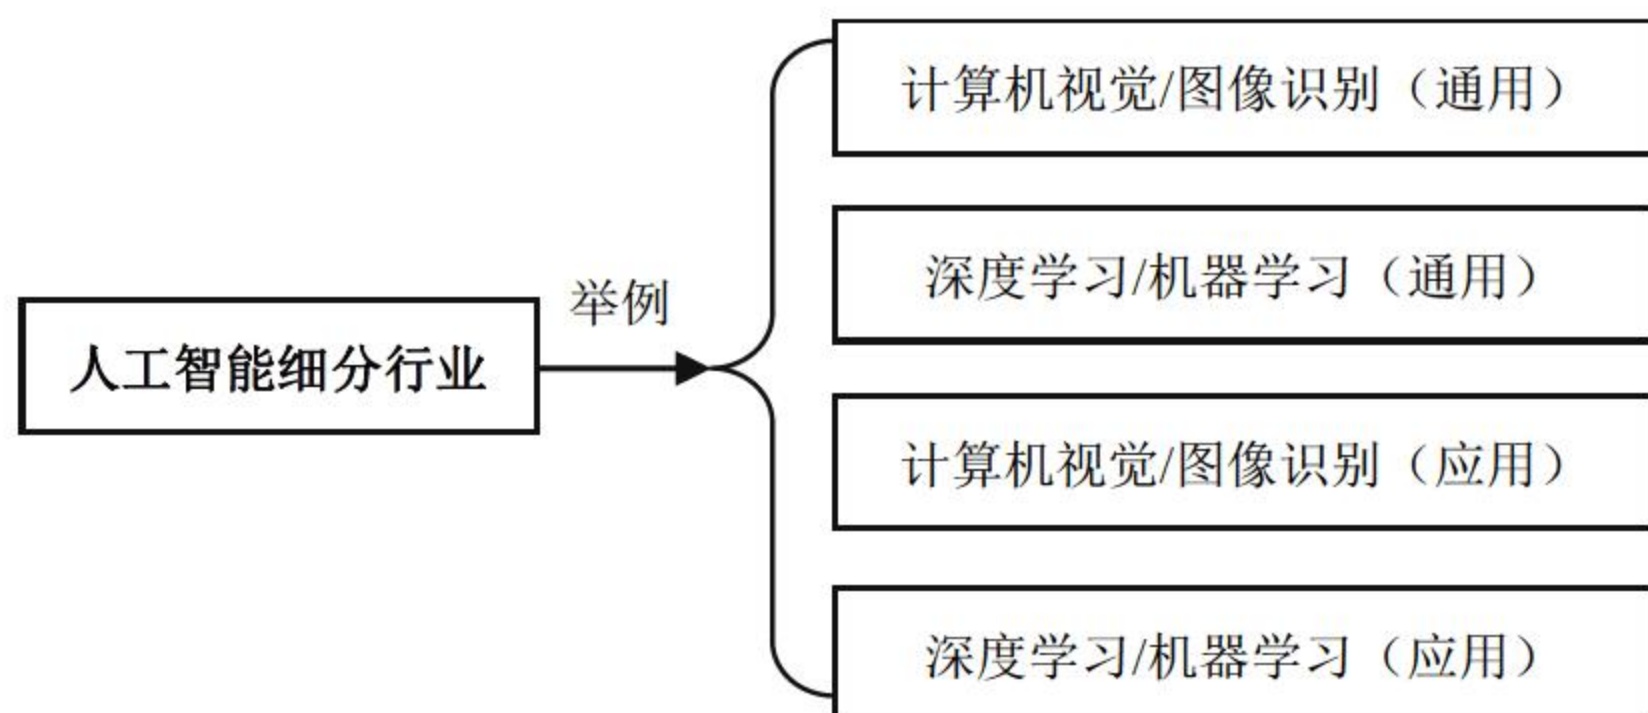 计算机视觉/图像识别（通用）
深度学习/机器学习（通用）
举例
人工智能细分行业
计算机视觉/图像识别（应用）
深度学习/机器学习（应用）